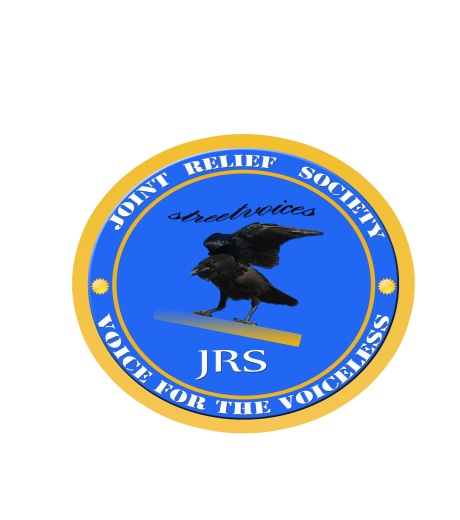 JOINT RELIEF SOCIETY
streetvoices
JRS
VOICE FOR THE VOICELESS